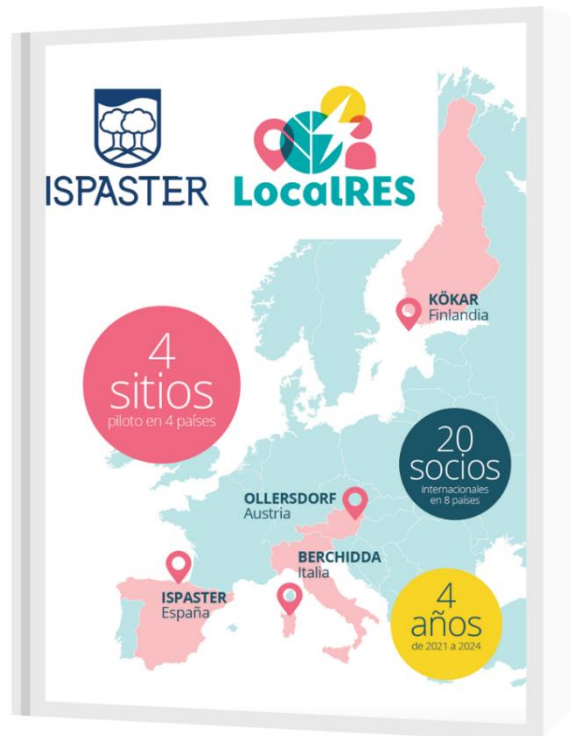 ISPASTER
LocalRES
KÖKAR
Finlandia
4
sitios
piloto en 4 países
20
socios
internacionales
en 8 países
OLLERSDORF
Austria
BERCHIDDA
Italia
ISPASTER
España
4
años
de 2021 a 2024